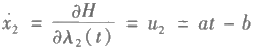 ẋ₂ = ∂H / ∂λ₂(t) = u₂ = at − b